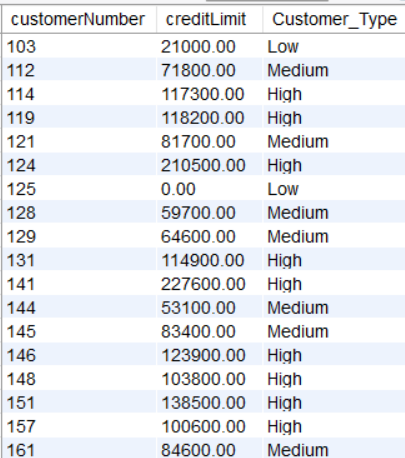 customerNumber creditLimit Customer_Type
103 21000.00 Low
112 71800.00 Medium
114 117300.00 High
119 118200.00 High
121 81700.00 Medium
124 210500.00 High
125 0.00 Low
128 59700.00 Medium
129 64600.00 Medium
131 114900.00 High
141 227600.00 High
144 53100.00 Medium
145 83400.00 Medium
146 123900.00 High
148 103800.00 High
151 138500.00 High
157 100600.00 High
161 84600.00 Medium